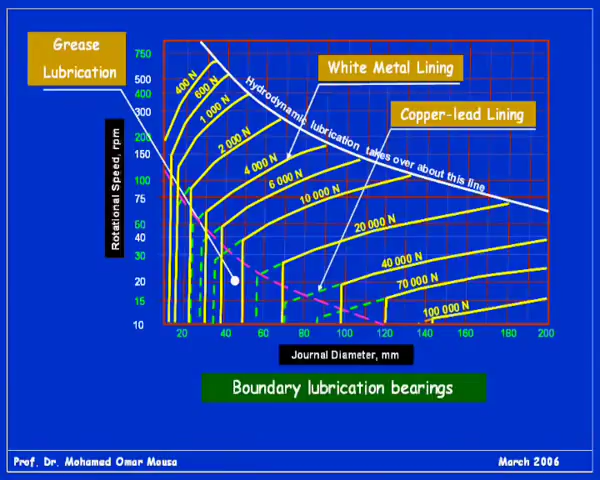 Grease
Lubrication
White Metal Lining
Copper-lead Lining
Hydrodynamic lubrication takes over about this line
400 N
600 N
1 000 N
2 000 N
4 000 N
6 000 N
10 000 N
20 000 N
40 000 N
70 000 N
100 000 N
Rotational Speed, rpm
750
500
400
300
200
150
100
75
50
40
30
20
15
10
20 40 60 80 100 120 140 160 180 200
Journal Diameter, mm
Boundary lubrication bearings
Prof. Dr. Mohamed Omar Mousa
March 2006